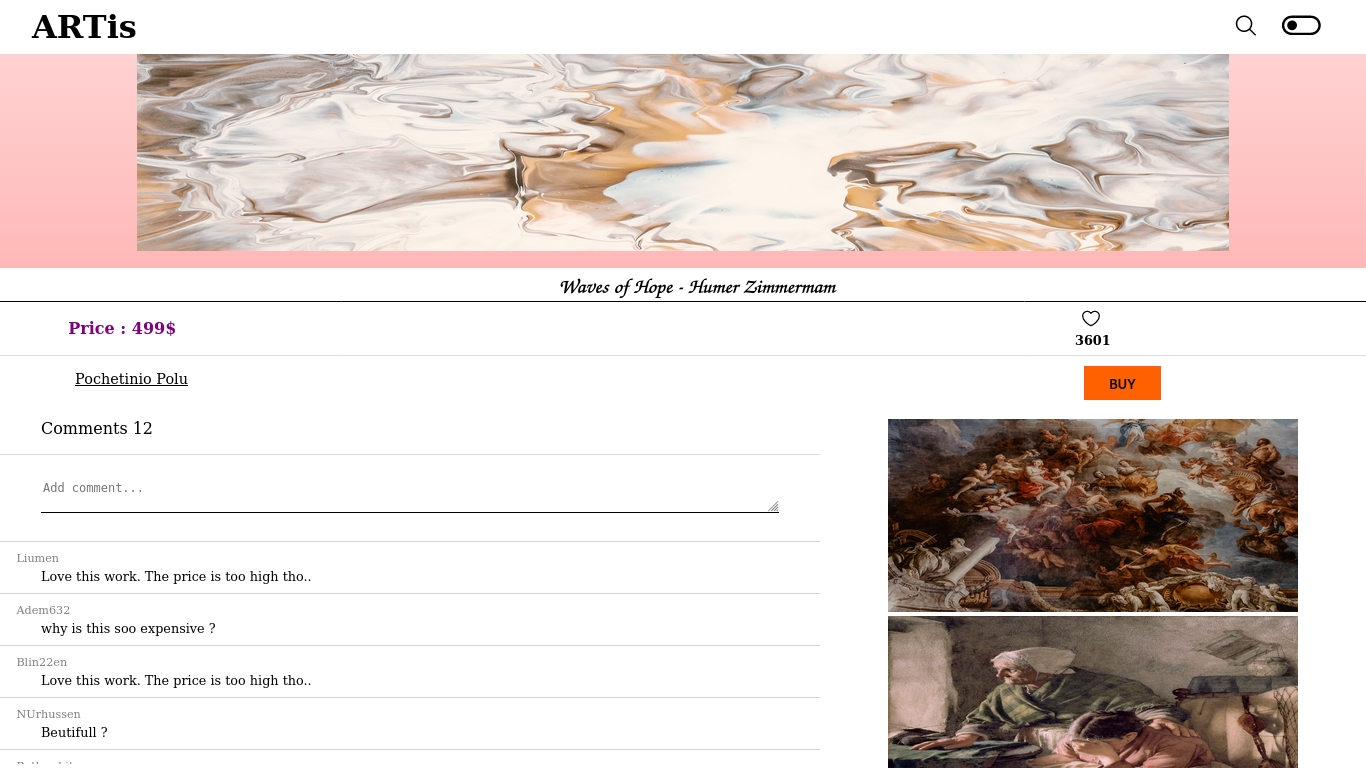 ARTis
Waves of Hope - Humer Zimmermam
Price : 499$
3601
Pochetinio Polu
BUY
Comments 12
Add comment...
Liumen
Love this work. The price is too high tho..
Adem632
why is this soo expensive ?
Blin22en
Love this work. The price is too high tho..
NUrhussen
Beutifull ?